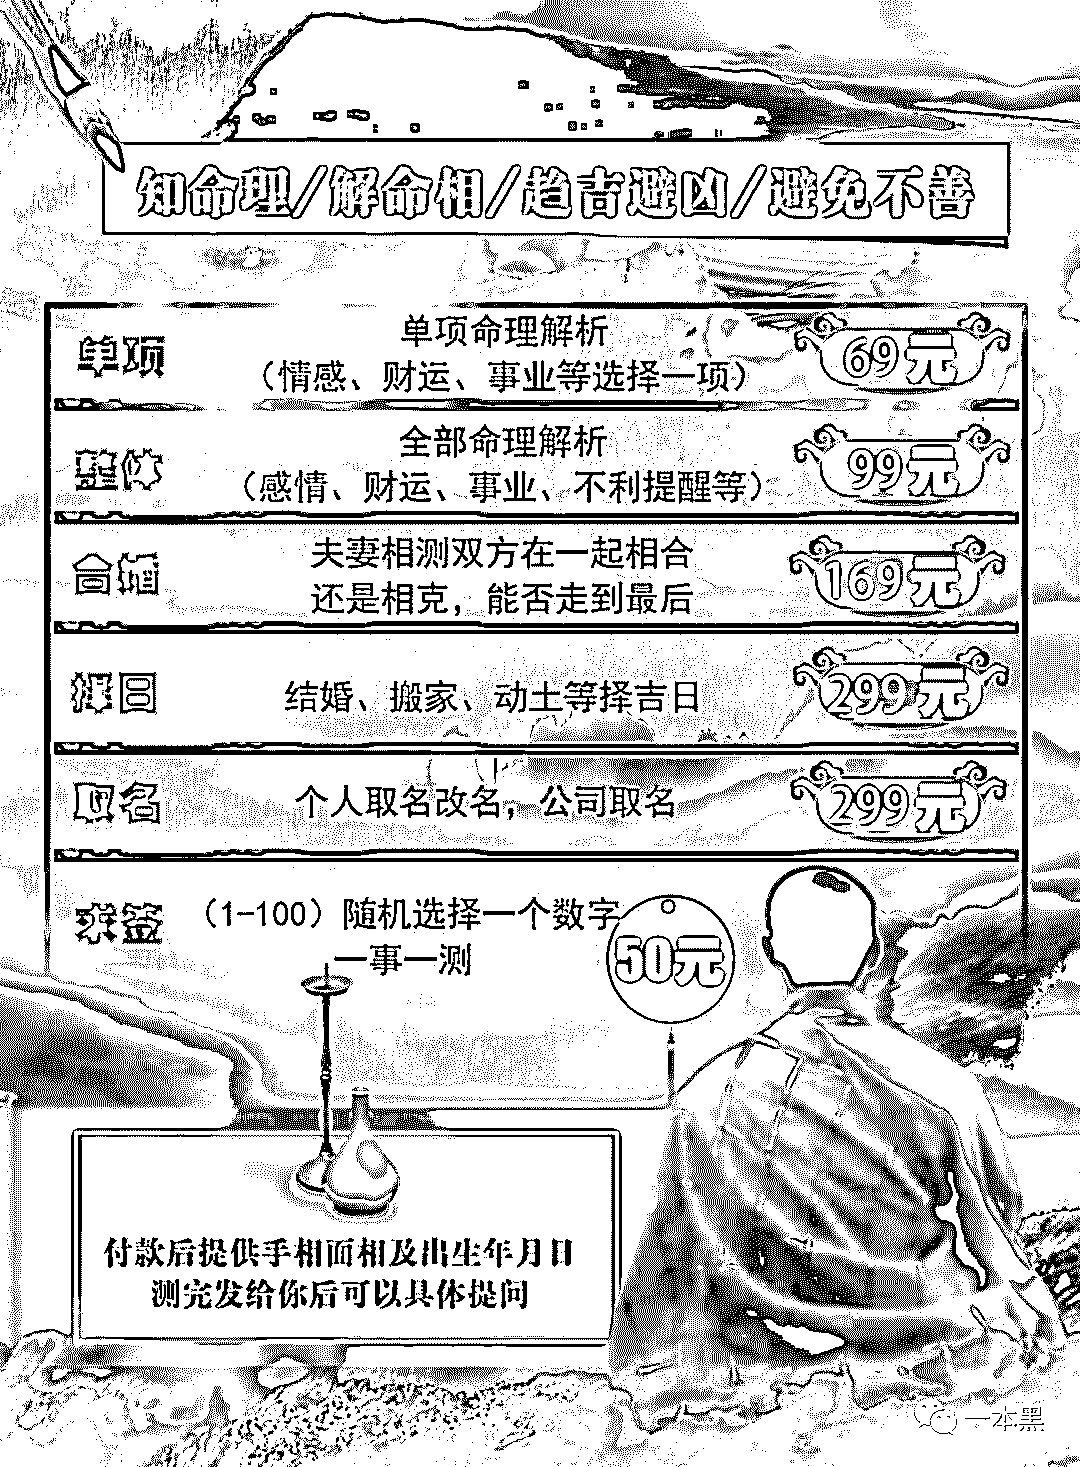 知命理/解命相/趋吉避凶/避免不善
单项
单项命理解析
（情感、财运、事业等选择一项）
69元
整体
全部命理解析
（感情、财运、事业、不利提醒等）
99元
合婚
夫妻相测双方在一起相合
还是相克，能否走到最后
169元
择日
结婚、搬家、动土等择吉日
299元
取名
个人取名改名，公司取名
299元
求签
（1-100）随机选择一个数字
一事一测
50元
付款后提供手相面相及出生年月日
测完发给你后可以具体提问
一本黑